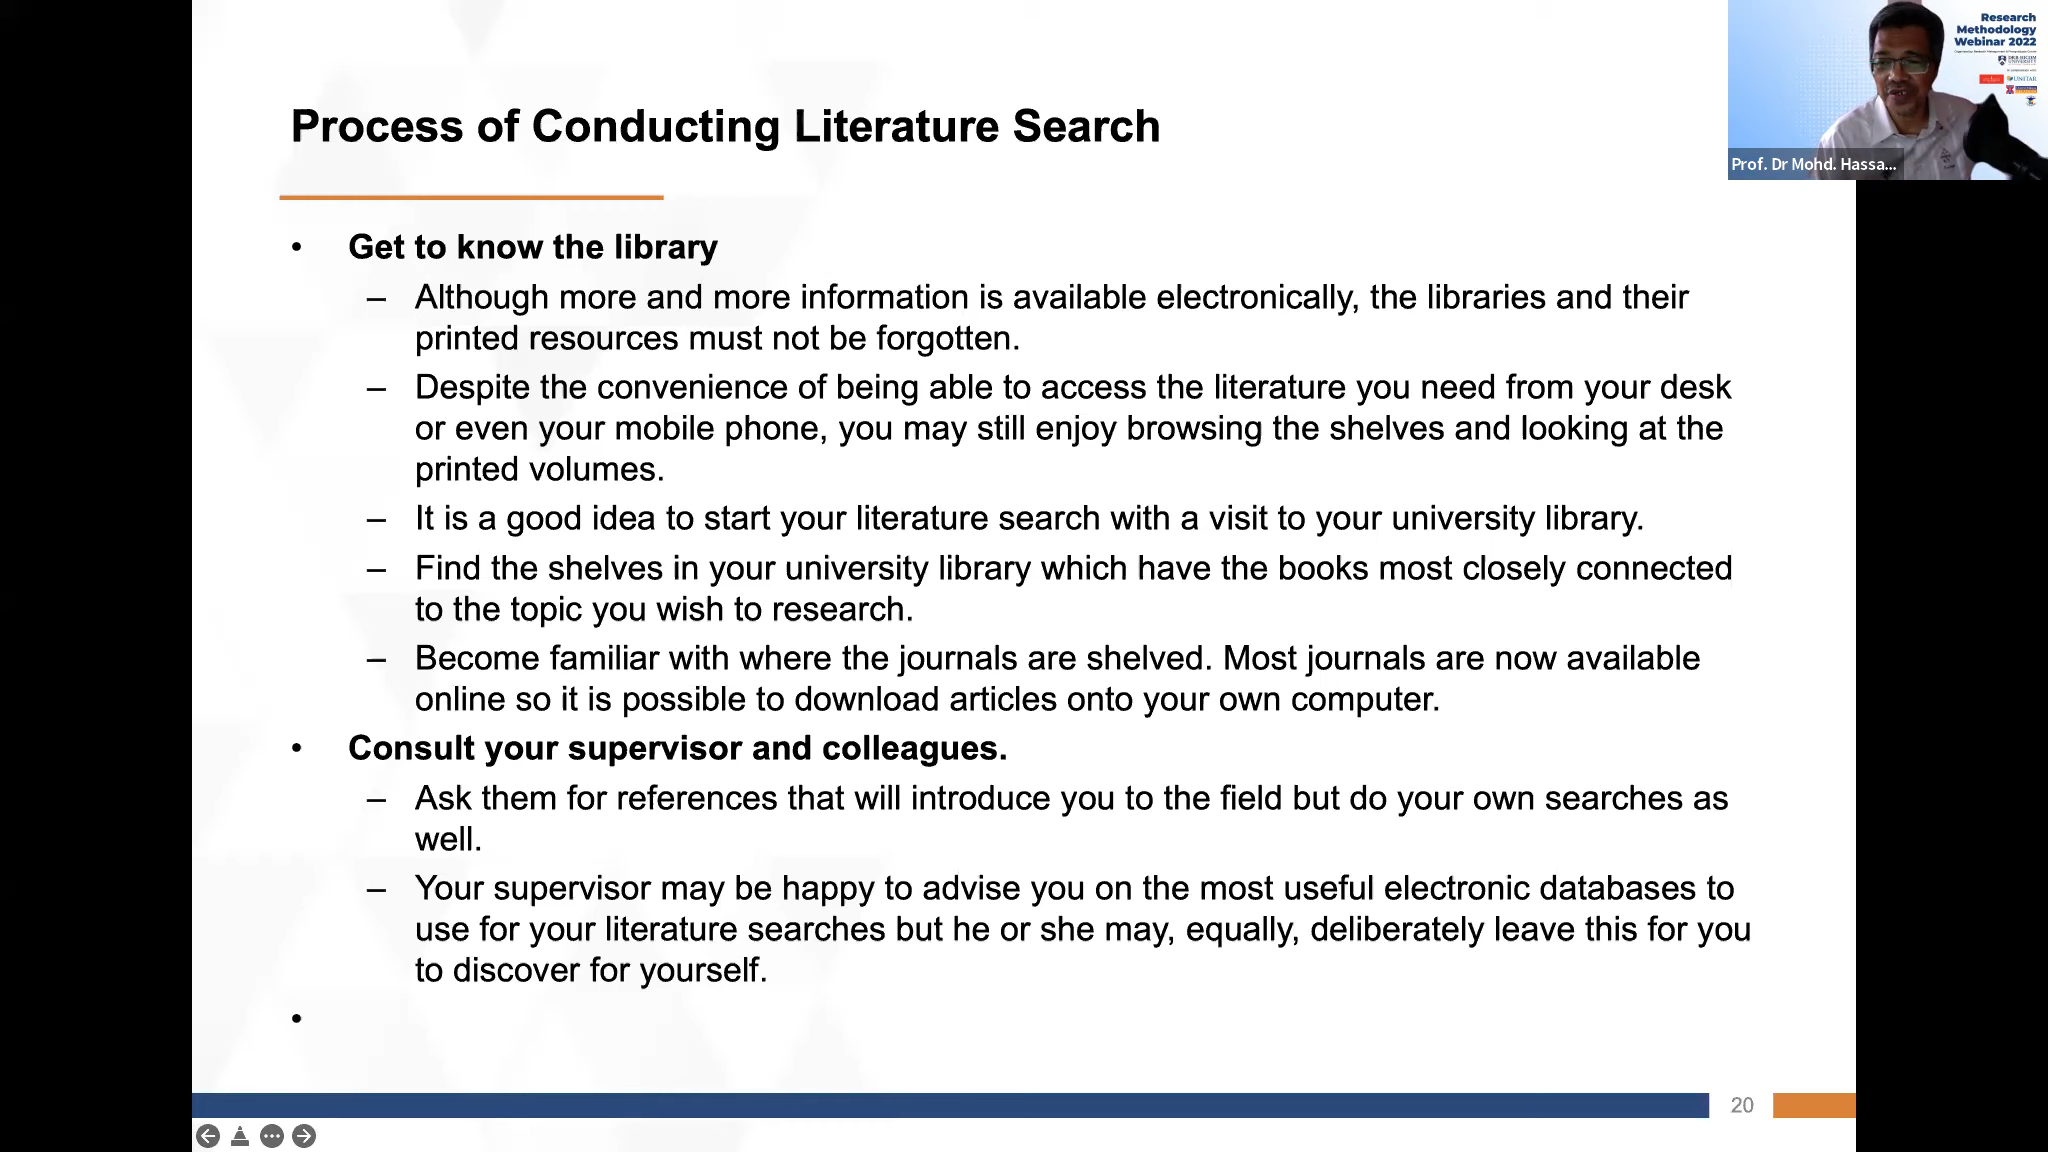 Research
Methodology
Webinar 2022
UNITAR
Prof. Dr Mohd. Hassa...
Process of Conducting Literature Search
• Get to know the library
– Although more and more information is available electronically, the libraries and their
printed resources must not be forgotten.
– Despite the convenience of being able to access the literature you need from your desk
or even your mobile phone, you may still enjoy browsing the shelves and looking at the
printed volumes.
– It is a good idea to start your literature search with a visit to your university library.
– Find the shelves in your university library which have the books most closely connected
to the topic you wish to research.
– Become familiar with where the journals are shelved. Most journals are now available
online so it is possible to download articles onto your own computer.
• Consult your supervisor and colleagues.
– Ask them for references that will introduce you to the field but do your own searches as
well.
– Your supervisor may be happy to advise you on the most useful electronic databases to
use for your literature searches but he or she may, equally, deliberately leave this for you
to discover for yourself.
•
20